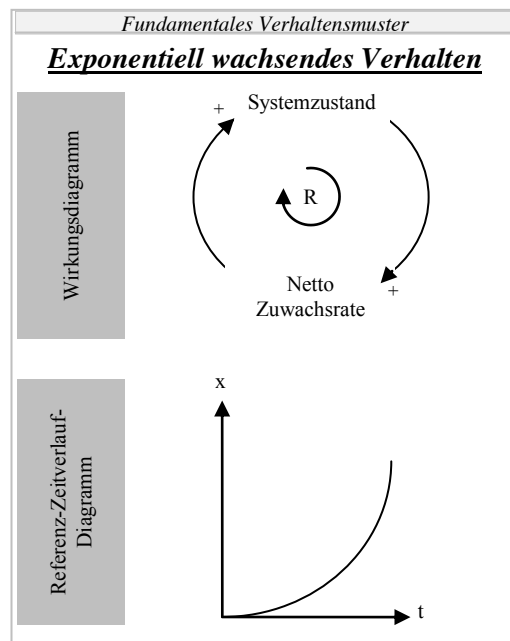 Fundamentales Verhaltensmuster
Exponentiell wachsendes Verhalten
Wirkungsdiagramm
+
Systemzustand
R
Netto
Zuwachsrate
+
Referenz-Zeitverlauf-
Diagramm
x
t